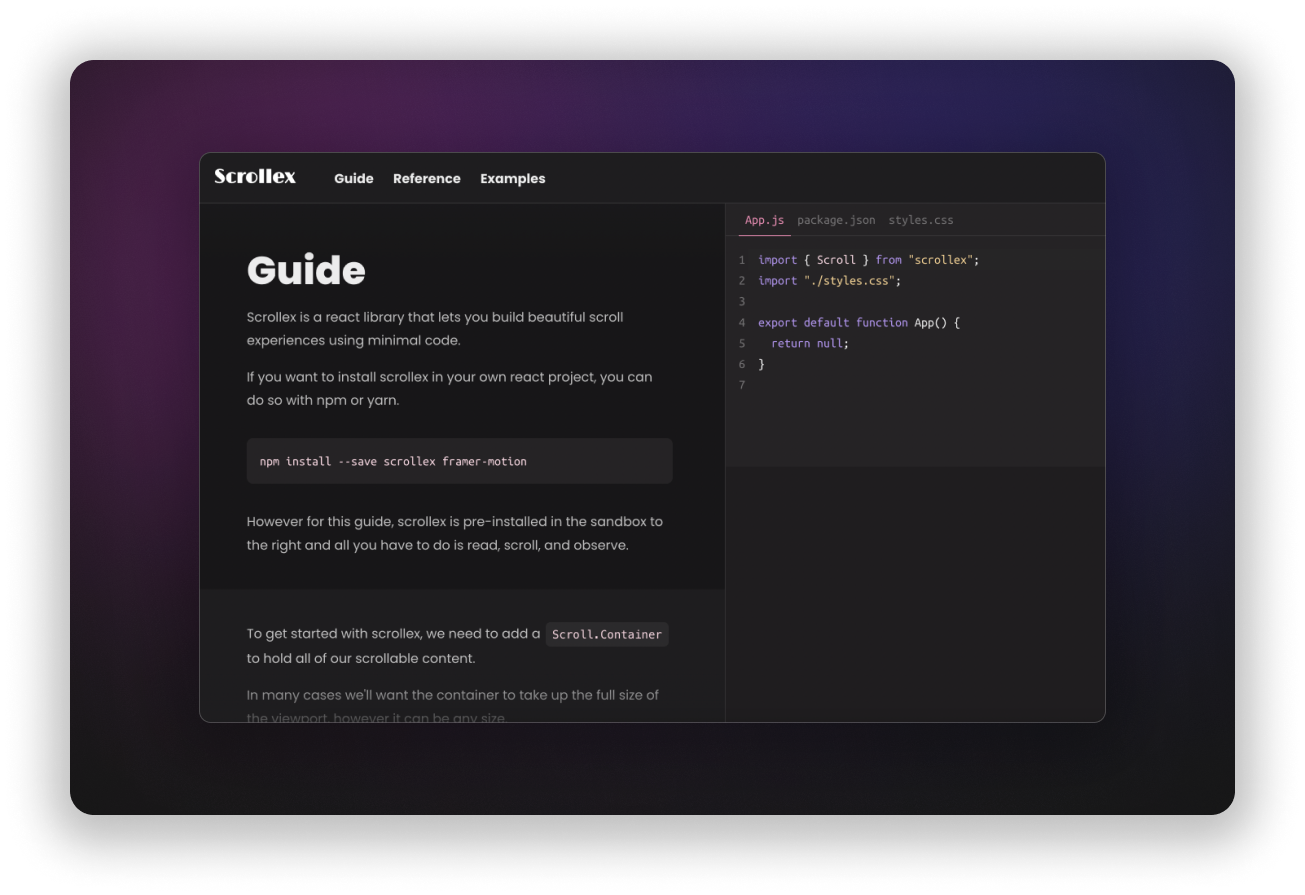 Scrollex Guide Reference Examples
Guide
Scrollex is a react library that lets you build beautiful scroll
experiences using minimal code.
If you want to install scrollex in your own react project, you can
do so with npm or yarn.
npm install --save scrollex framer-motion
However for this guide, scrollex is pre-installed in the sandbox to
the right and all you have to do is read, scroll, and observe.
To get started with scrollex, we need to add a Scroll.Container
to hold all of our scrollable content.
In many cases we'll want the container to take up the full size of
the viewport, however it can be any size.
App.js package.json styles.css
1 import { Scroll } from "scrollex";
2 import "./styles.css";
3
4 export default function App() {
5   return null;
6 }
7